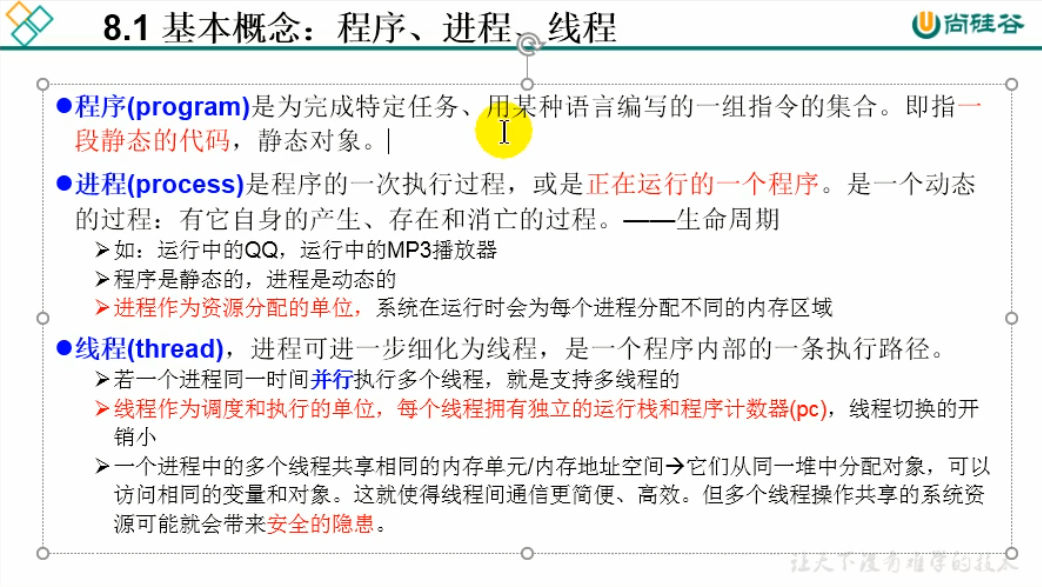 8.1 基本概念：程序、进程、线程
尚硅谷
●程序(program)是为完成特定任务、用某种语言编写的一组指令的集合。即指一
段静态的代码，静态对象。
●进程(process)是程序的一次执行过程，或是正在运行的一个程序。是一个动态
的过程：有它自身的产生、存在和消亡的过程。——生命周期
➢如：运行中的QQ，运行中的MP3播放器
➢程序是静态的，进程是动态的
➢进程作为资源分配的单位，系统在运行时会为每个进程分配不同的内存区域
●线程(thread)，进程可进一步细化为线程，是一个程序内部的一条执行路径。
➢若一个进程同一时间并行执行多个线程，就是支持多线程的
➢线程作为调度和执行的单位，每个线程拥有独立的运行栈和程序计数器(pc)，线程切换的开
销小
➢一个进程中的多个线程共享相同的内存单元/内存地址空间→它们从同一堆中分配对象，可以
访问相同的变量和对象。这就使得线程间通信更简便、高效。但多个线程操作共享的系统资
源可能就会带来安全的隐患。
让天下没有难学的技术